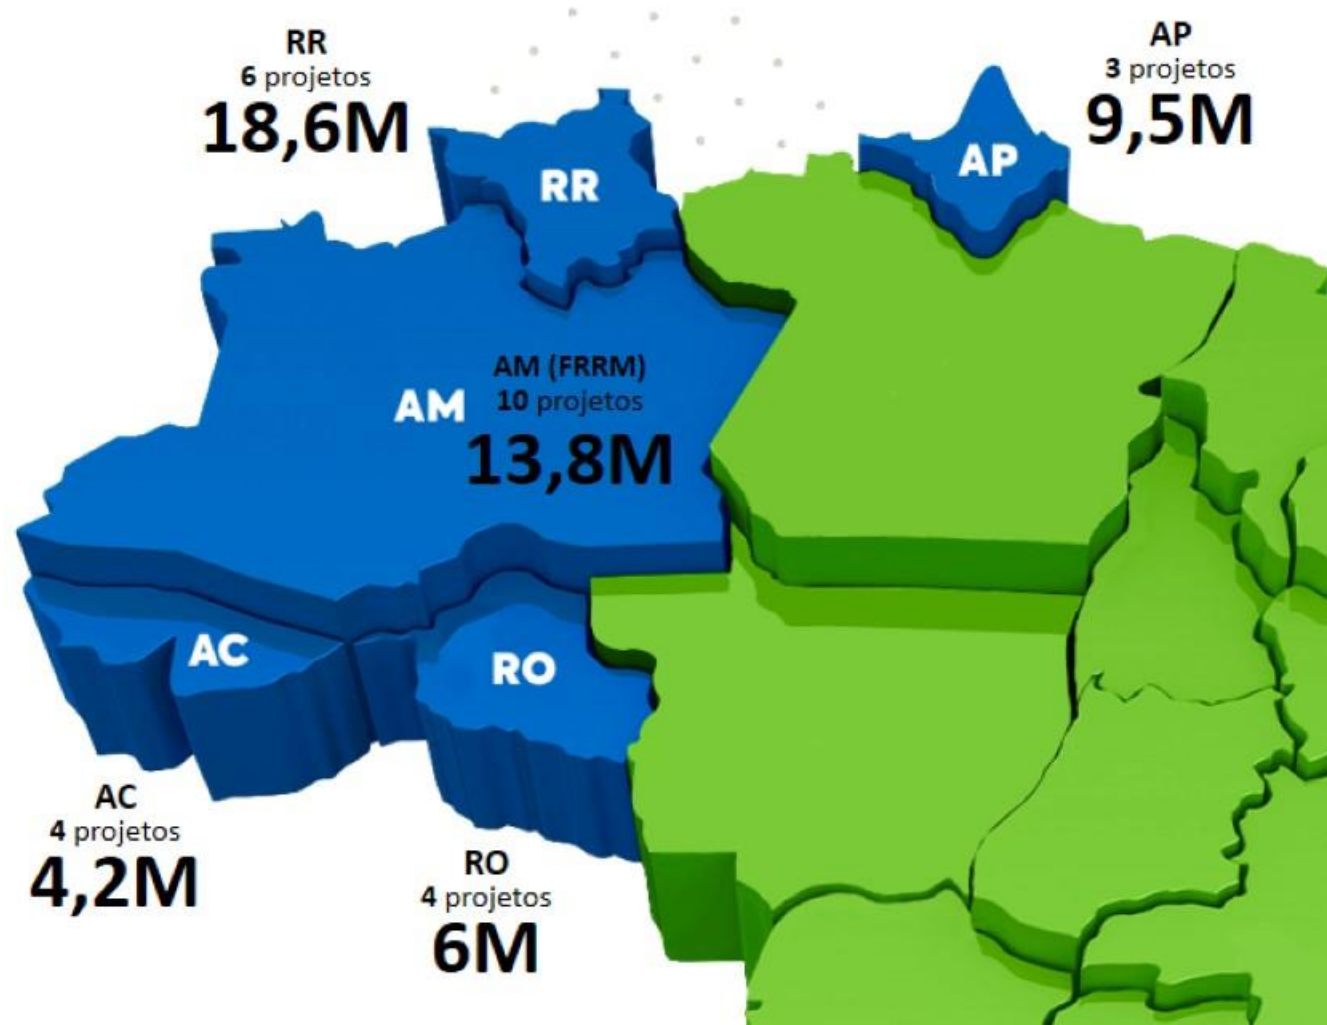 RR
6 projetos
18,6M
AP
3 projetos
9,5M
RR
AP
AM
AM (FRRM)
10 projetos
13,8M
AC
RO
AC
4 projetos
4,2M
RO
4 projetos
6M